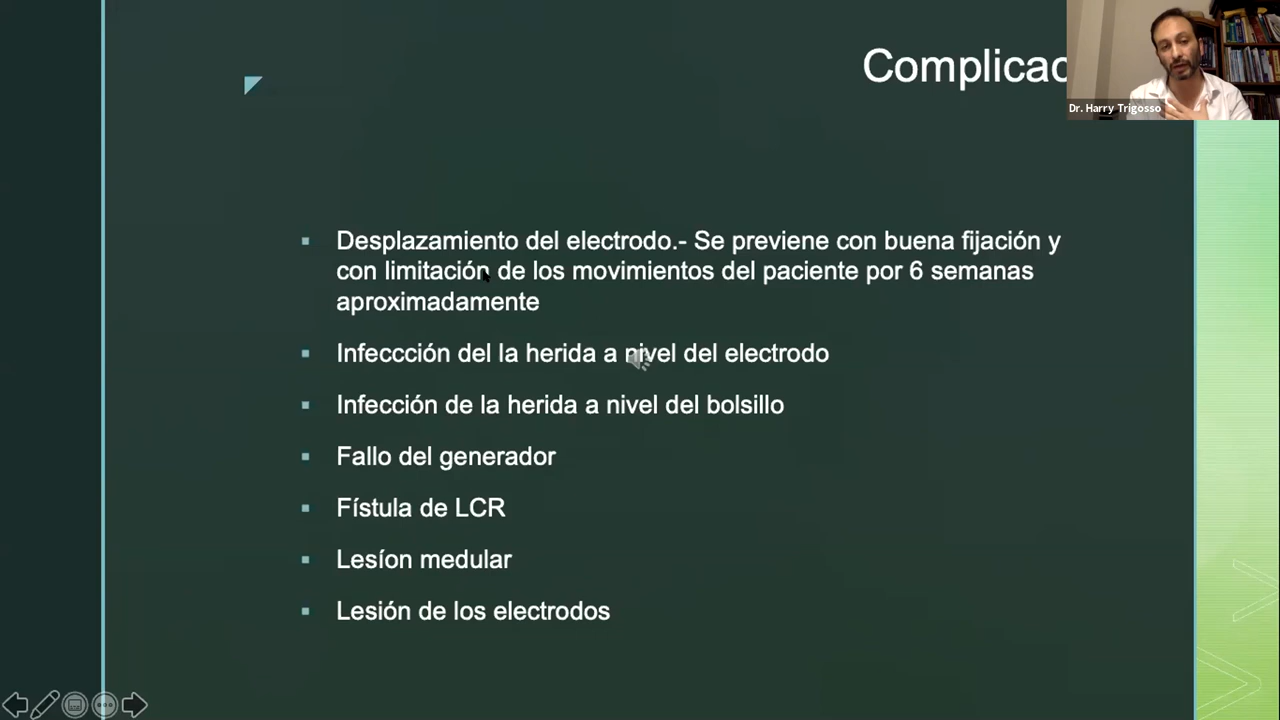 Complicac
Dr. Harry Trigosso
Desplazamiento del electrodo.- Se previene con buena fijación y
con limitación de los movimientos del paciente por 6 semanas
aproximadamente
Infeccción del la herida a nivel del electrodo
Infección de la herida a nivel del bolsillo
Fallo del generador
Fístula de LCR
Lesíon medular
Lesión de los electrodos